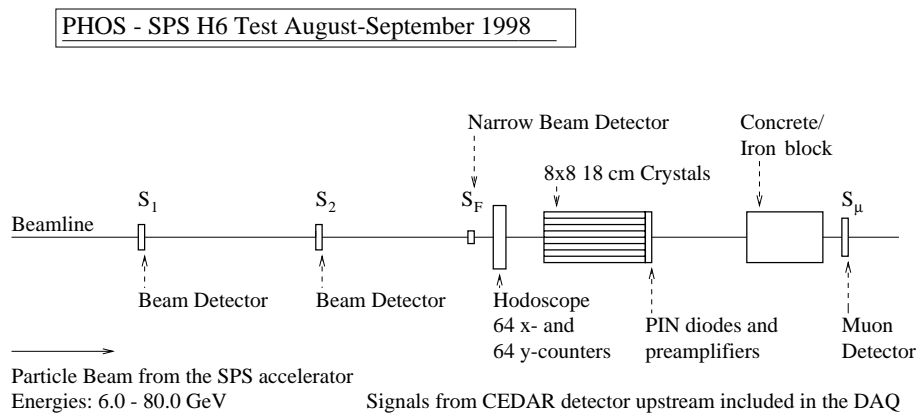 PHOS - SPS H6 Test August-September 1998
Narrow Beam Detector
Concrete/
Iron block
8x8 18 cm Crystals
S1
S2
SF
Sμ
Beamline
Beam Detector
Beam Detector
Hodoscope
64 x- and
64 y-counters
PIN diodes and
preamplifiers
Muon
Detector
Particle Beam from the SPS accelerator
Energies: 6.0 - 80.0 GeV
Signals from CEDAR detector upstream included in the DAQ